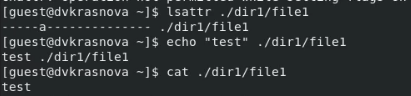 [guest@dvkrasnova ~]$ lsattr ./dir1/file1
-----a-------------- ./dir1/file1
[guest@dvkrasnova ~]$ echo "test" ./dir1/file1
test ./dir1/file1
[guest@dvkrasnova ~]$ cat ./dir1/file1
test